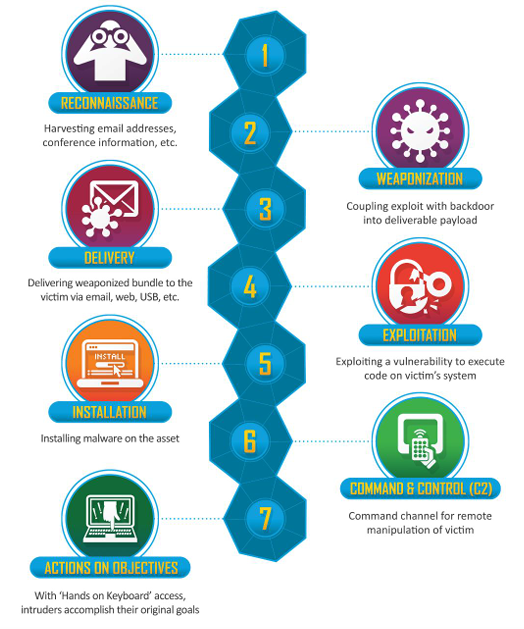 1
RECONNAISSANCE
Harvesting email addresses,
conference information, etc.
2
WEAPONIZATION
Coupling exploit with backdoor
into deliverable payload
3
DELIVERY
Delivering weaponized bundle to the
victim via email, web, USB, etc.
4
EXPLOITATION
Exploiting a vulnerability to execute
code on victim's system
5
INSTALL
INSTALLATION
Installing malware on the asset
6
COMMAND & CONTROL (C2)
Command channel for remote
manipulation of victim
7
ACTIONS ON OBJECTIVES
With 'Hands on Keyboard' access,
intruders accomplish their original goals